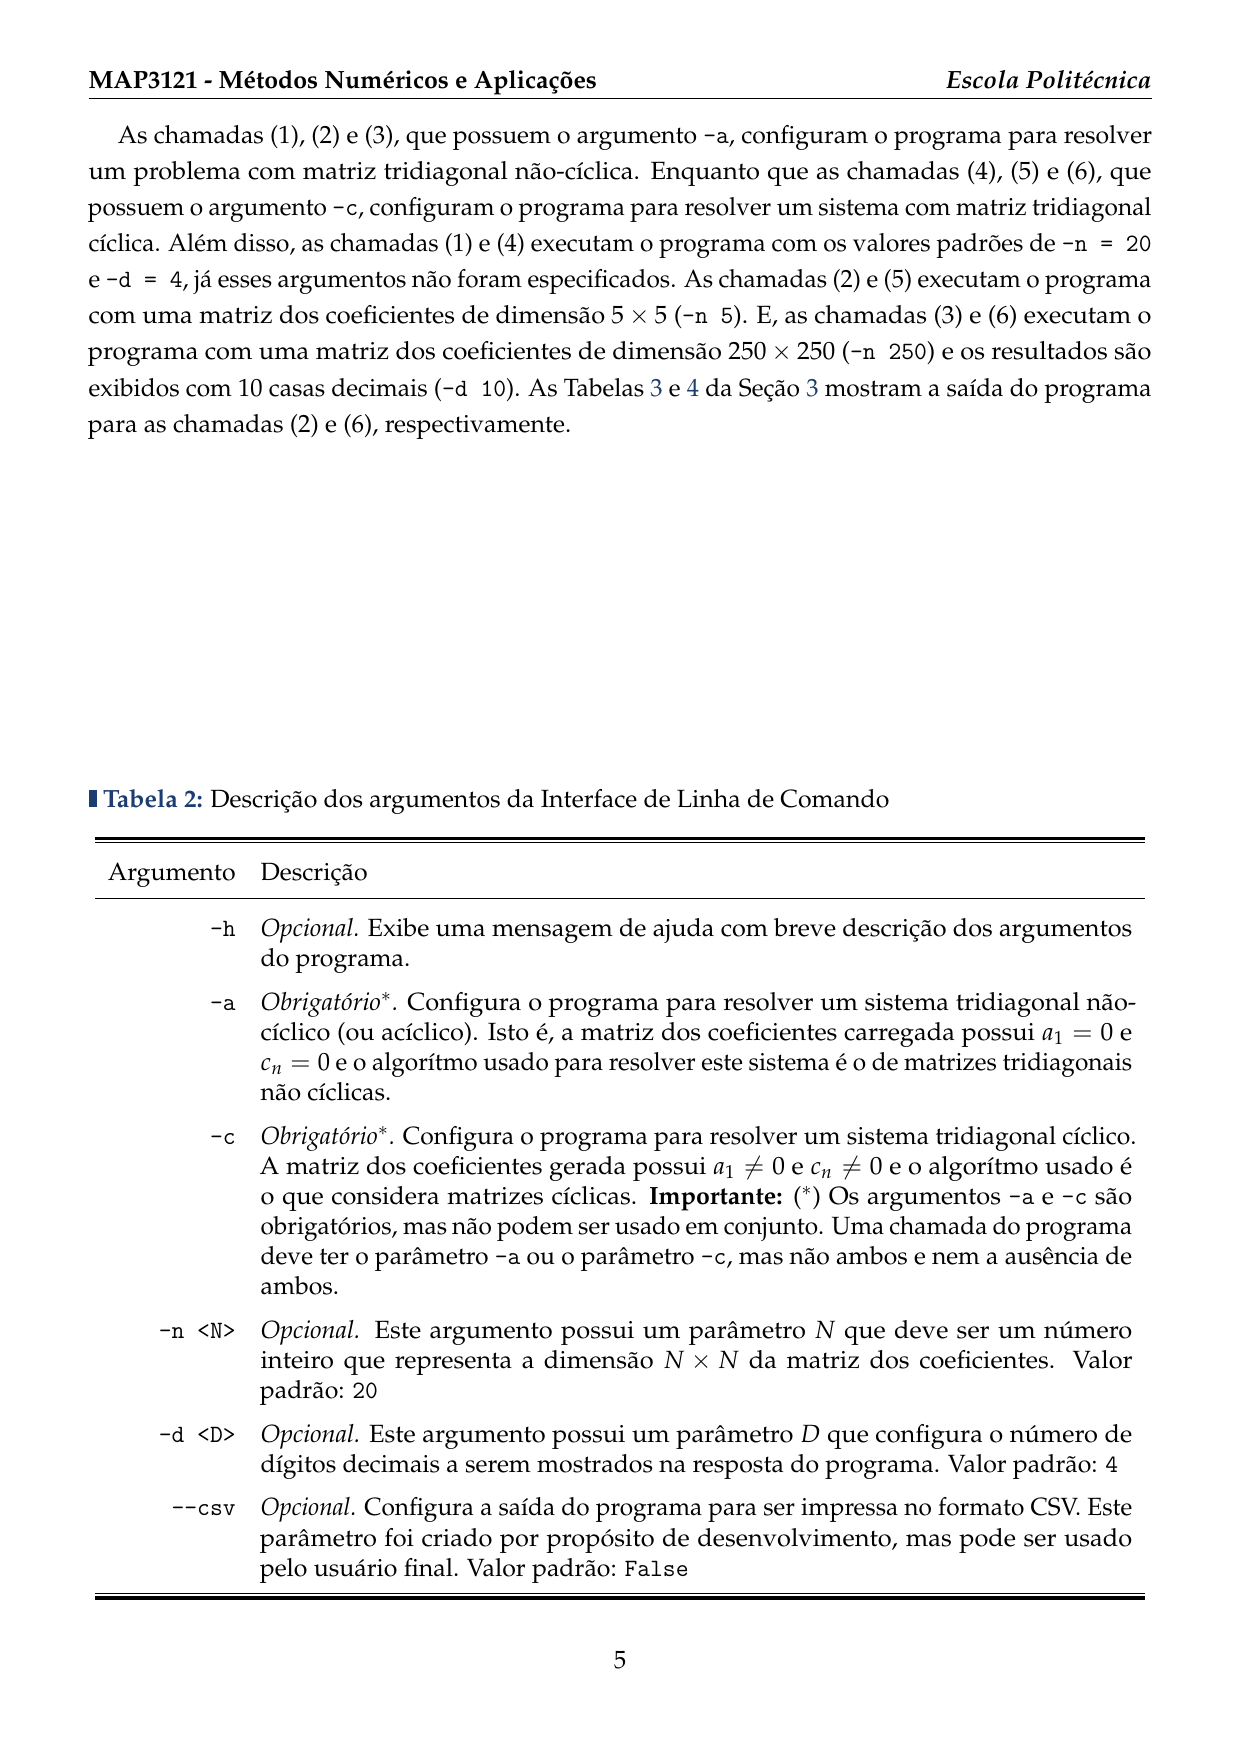 MAP3121 - Métodos Numéricos e Aplicações Escola Politécnica
As chamadas (1), (2) e (3), que possuem o argumento -a, configuram o programa para resolver
um problema com matriz tridiagonal não-cíclica. Enquanto que as chamadas (4), (5) e (6), que
possuem o argumento -c, configuram o programa para resolver um sistema com matriz tridiagonal
cíclica. Além disso, as chamadas (1) e (4) executam o programa com os valores padrões de -n = 20
e -d = 4, já esses argumentos não foram especificados. As chamadas (2) e (5) executam o programa
com uma matriz dos coeficientes de dimensão 5 × 5 (-n 5). E, as chamadas (3) e (6) executam o
programa com uma matriz dos coeficientes de dimensão 250 × 250 (-n 250) e os resultados são
exibidos com 10 casas decimais (-d 10). As Tabelas 3 e 4 da Seção 3 mostram a saída do programa
para as chamadas (2) e (6), respectivamente.
Tabela 2: Descrição dos argumentos da Interface de Linha de Comando
Argumento Descrição
-h Opcional. Exibe uma mensagem de ajuda com breve descrição dos argumentos
do programa.
-a Obrigatório*. Configura o programa para resolver um sistema tridiagonal não-
cíclico (ou acíclico). Isto é, a matriz dos coeficientes carregada possui a₁ = 0 e
cₙ = 0 e o algorítmo usado para resolver este sistema é o de matrizes tridiagonais
não cíclicas.
-c Obrigatório*. Configura o programa para resolver um sistema tridiagonal cíclico.
A matriz dos coeficientes gerada possui a₁ ≠ 0 e cₙ ≠ 0 e o algorítmo usado é
o que considera matrizes cíclicas. Importante: (*) Os argumentos -a e -c são
obrigatórios, mas não podem ser usado em conjunto. Uma chamada do programa
deve ter o parâmetro -a ou o parâmetro -c, mas não ambos e nem a ausência de
ambos.
-n <N> Opcional. Este argumento possui um parâmetro N que deve ser um número
inteiro que representa a dimensão N × N da matriz dos coeficientes. Valor
padrão: 20
-d <D> Opcional. Este argumento possui um parâmetro D que configura o número de
dígitos decimais a serem mostrados na resposta do programa. Valor padrão: 4
--csv Opcional. Configura a saída do programa para ser impressa no formato CSV. Este
parâmetro foi criado por propósito de desenvolvimento, mas pode ser usado
pelo usuário final. Valor padrão: False
5